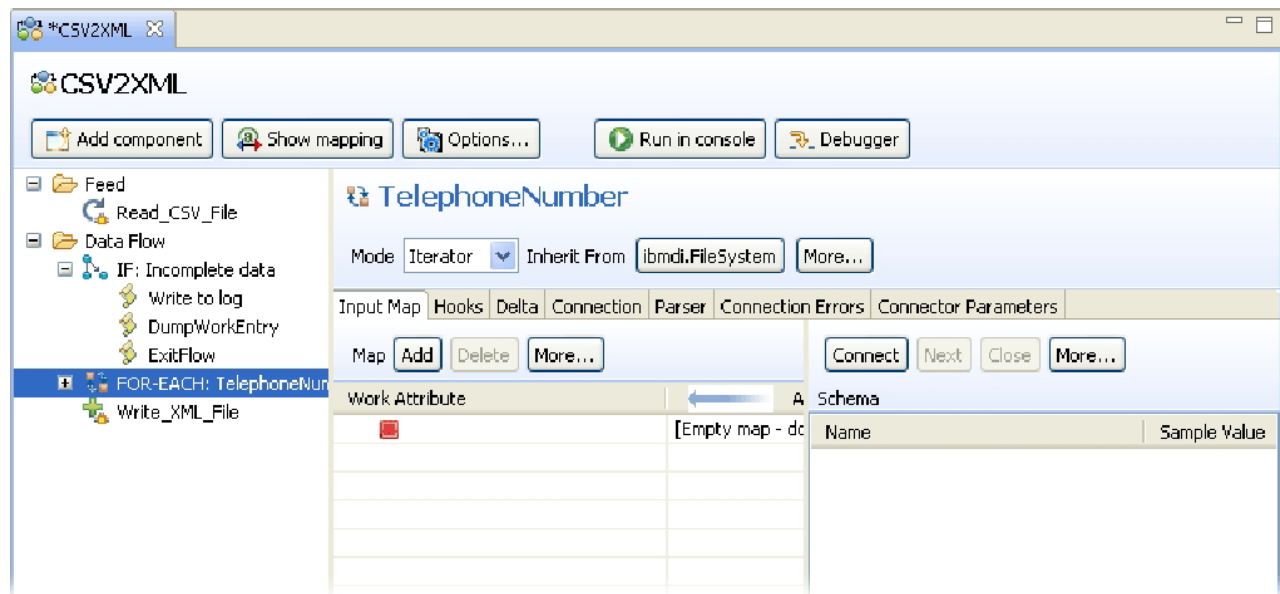 *CSV2XML
CSV2XML
Add component Show mapping Options... Run in console Debugger
Feed
Read_CSV_File
Data Flow
IF: Incomplete data
Write to log
DumpWorkEntry
ExitFlow
FOR-EACH: TelephoneNum
Write_XML_File
TelephoneNumber
Mode Iterator Inherit From ibmdi.FileSystem More...
Input Map Hooks Delta Connection Parser Connection Errors Connector Parameters
Map Add Delete More...
Work Attribute A
[Empty map - do
Connect Next Close More...
Schema
Name Sample Value